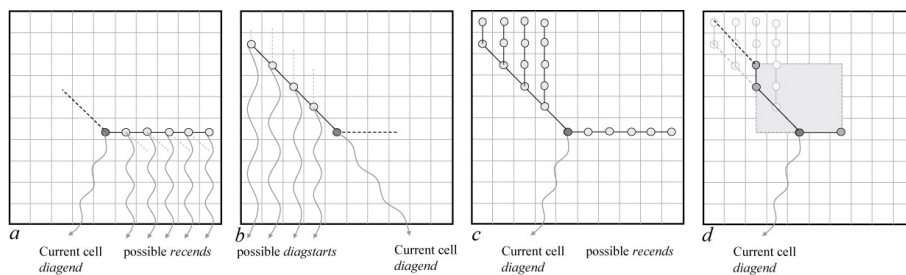 a
Current cell
diagend
possible recends
b
possible diagstarts
Current cell
diagend
c
Current cell
diagend
possible recends
d
Current cell
diagend